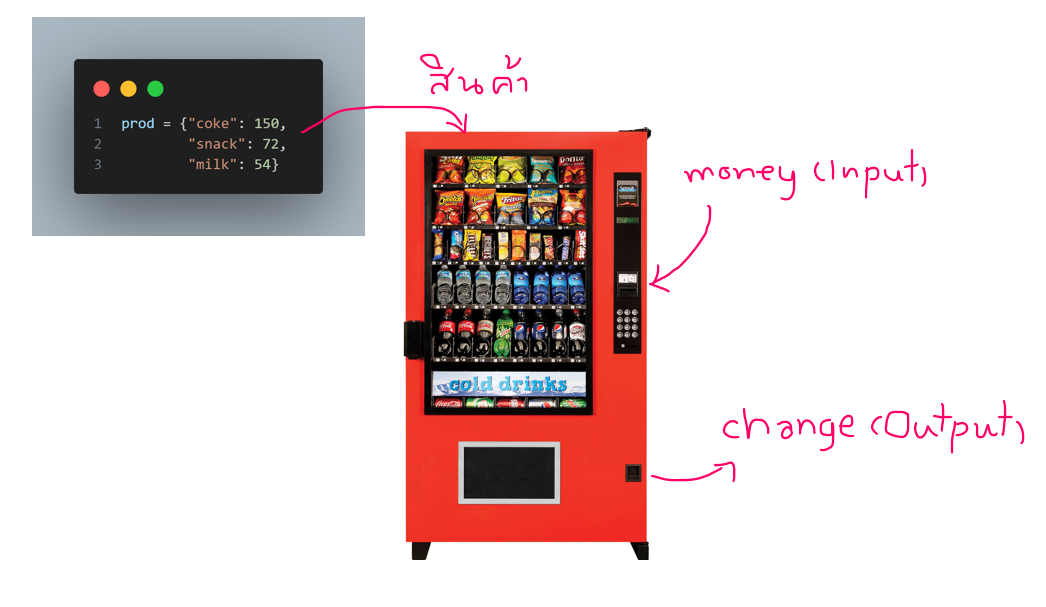 สินค้า
1 prod = {"coke": 150,
2 "snack": 72,
3 "milk": 54}
money (Input)
cold drinks
change (Output)